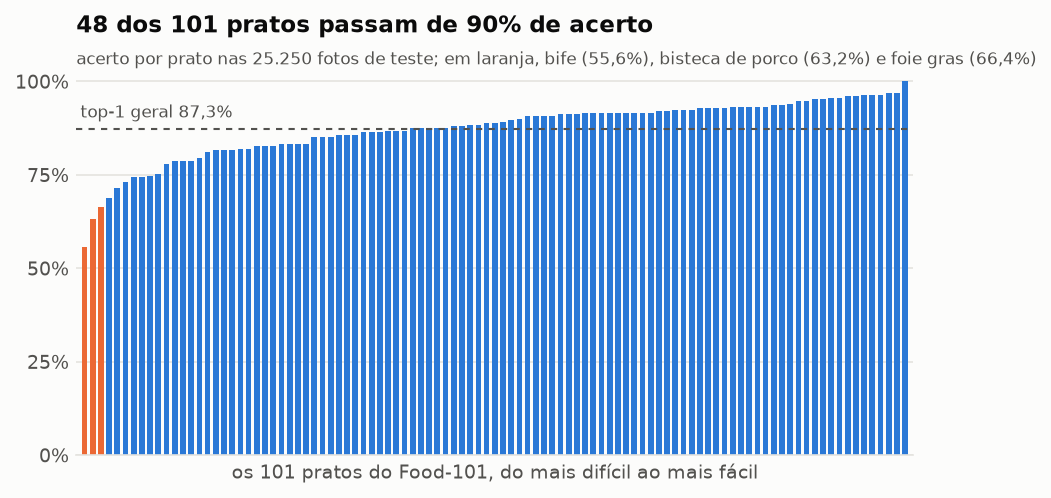 48 dos 101 pratos passam de 90% de acerto
acerto por prato nas 25.250 fotos de teste; em laranja, bife (55,6%), bisteca de porco (63,2%) e foie gras (66,4%)
100%
top-1 geral 87,3%
75%
50%
25%
0%
os 101 pratos do Food-101, do mais difícil ao mais fácil